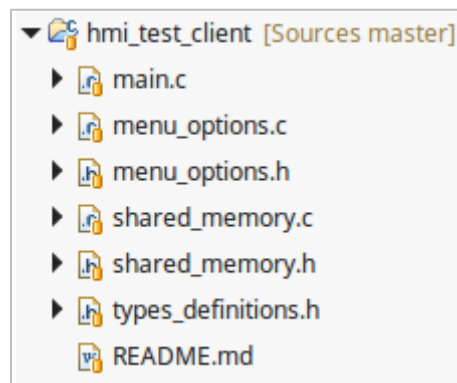 hmi_test_client [Sources master]
main.c
menu_options.c
menu_options.h
shared_memory.c
shared_memory.h
types_definitions.h
README.md